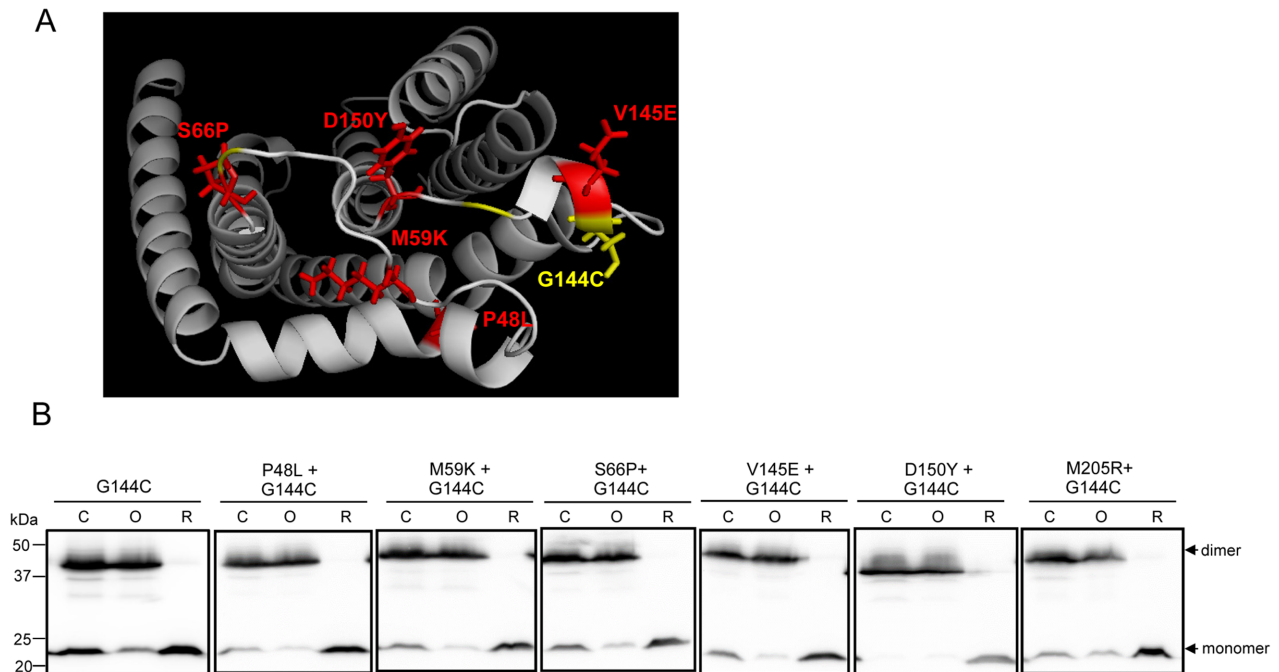 A
S66P
D150Y
V145E
M59K
G144C
P48L
B
G144C
P48L +
G144C
M59K +
G144C
S66P+
G144C
V145E +
G144C
D150Y +
G144C
M205R+
G144C
kDa
C O R C O R C O R C O R C O R C O R C O R
50
37
25
20
dimer
monomer